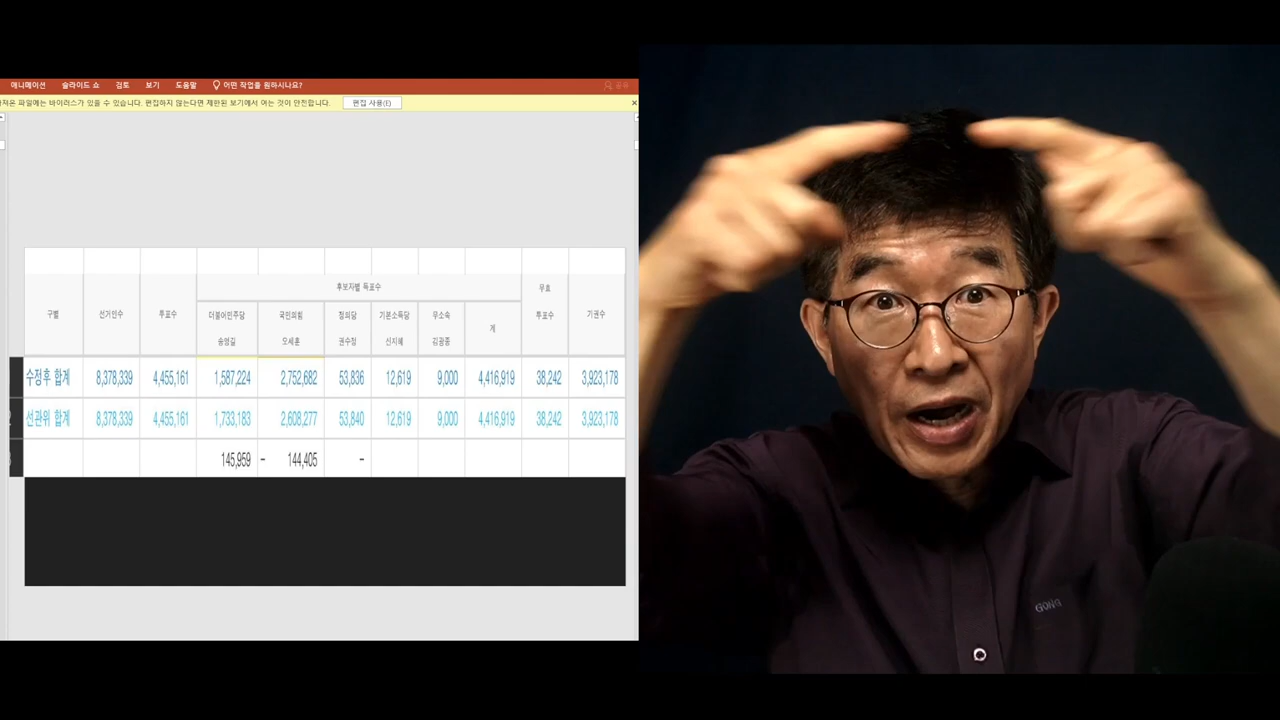 애니메이션 슬라이드 쇼 검토 보기 도움말 어떤 작업을 원하시나요? 공유
파일에는 바이러스가 있을 수 있습니다. 편집하지 않는다면 제한된 보기에서 여는 것이 안전합니다. 편집 사용(E)
후보자별 득표수 무효
구별 선거인수 투표수 더불어민주당 국민의힘 정의당 기본소득당 무소속 계 투표수 기권수
송영길 오세훈 권수정 신지혜 김광종
수정후 합계 8,378,339 4,455,161 1,587,224 2,752,682 53,836 12,619 9,000 4,416,919 38,242 3,923,178
2 선관위 합계 8,378,339 4,455,161 1,733,183 2,608,277 53,840 12,619 9,000 4,416,919 38,242 3,923,178
3 145,959 - 144,405 -
GONG